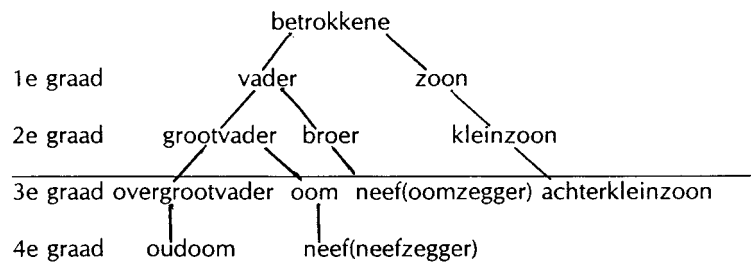 betrokkene
1e graad vader zoon
2e graad grootvader broer kleinzoon
3e graad overgrootvader oom neef(oomzegger) achterkleinzoon
4e graad oudoom neef(neefzegger)